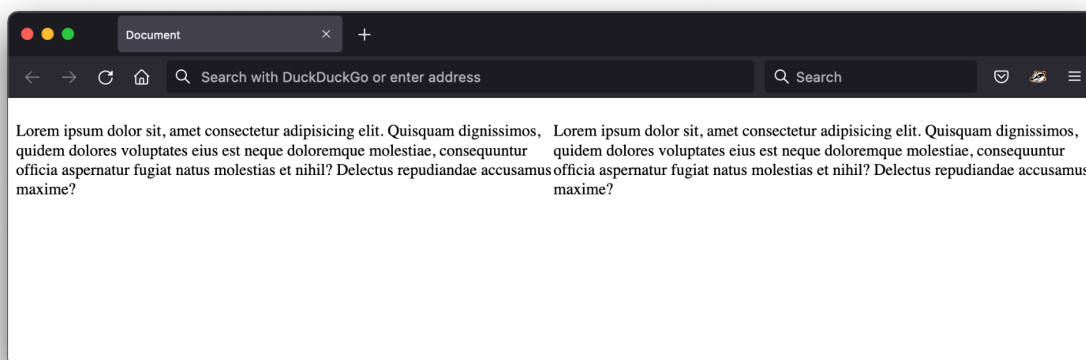 Document
Search with DuckDuckGo or enter address
Search
Lorem ipsum dolor sit, amet consectetur adipisicing elit. Quisquam dignissimos,
quidem dolores voluptates eius est neque doloremque molestiae, consequuntur
officia aspernatur fugiat natus molestias et nihil? Delectus repudiandae accusamus
maxime?
Lorem ipsum dolor sit, amet consectetur adipisicing elit. Quisquam dignissimos,
quidem dolores voluptates eius est neque doloremque molestiae, consequuntur
officia aspernatur fugiat natus molestias et nihil? Delectus repudiandae accusamus
maxime?